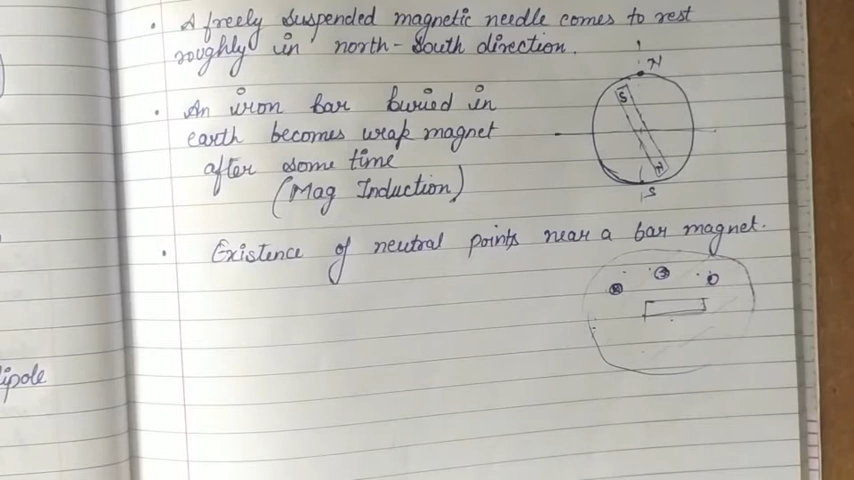 • A freely suspended magnetic needle comes to rest
roughly in north-south direction.
N
• An iron bar buried in
earth becomes weak magnet
after some time
(Mag Induction)
S
N
S
• Existence of neutral points near a bar magnet.
dipole